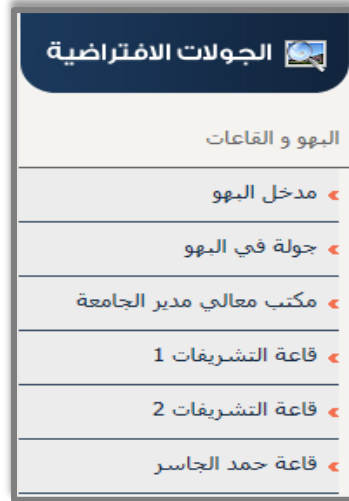 الجولات الافتراضية
البهو و القاعات
مدخل البهو
جولة في البهو
مكتب معالي مدير الجامعة
قاعة التشريفات 1
قاعة التشريفات 2
قاعة حمد الجاسر